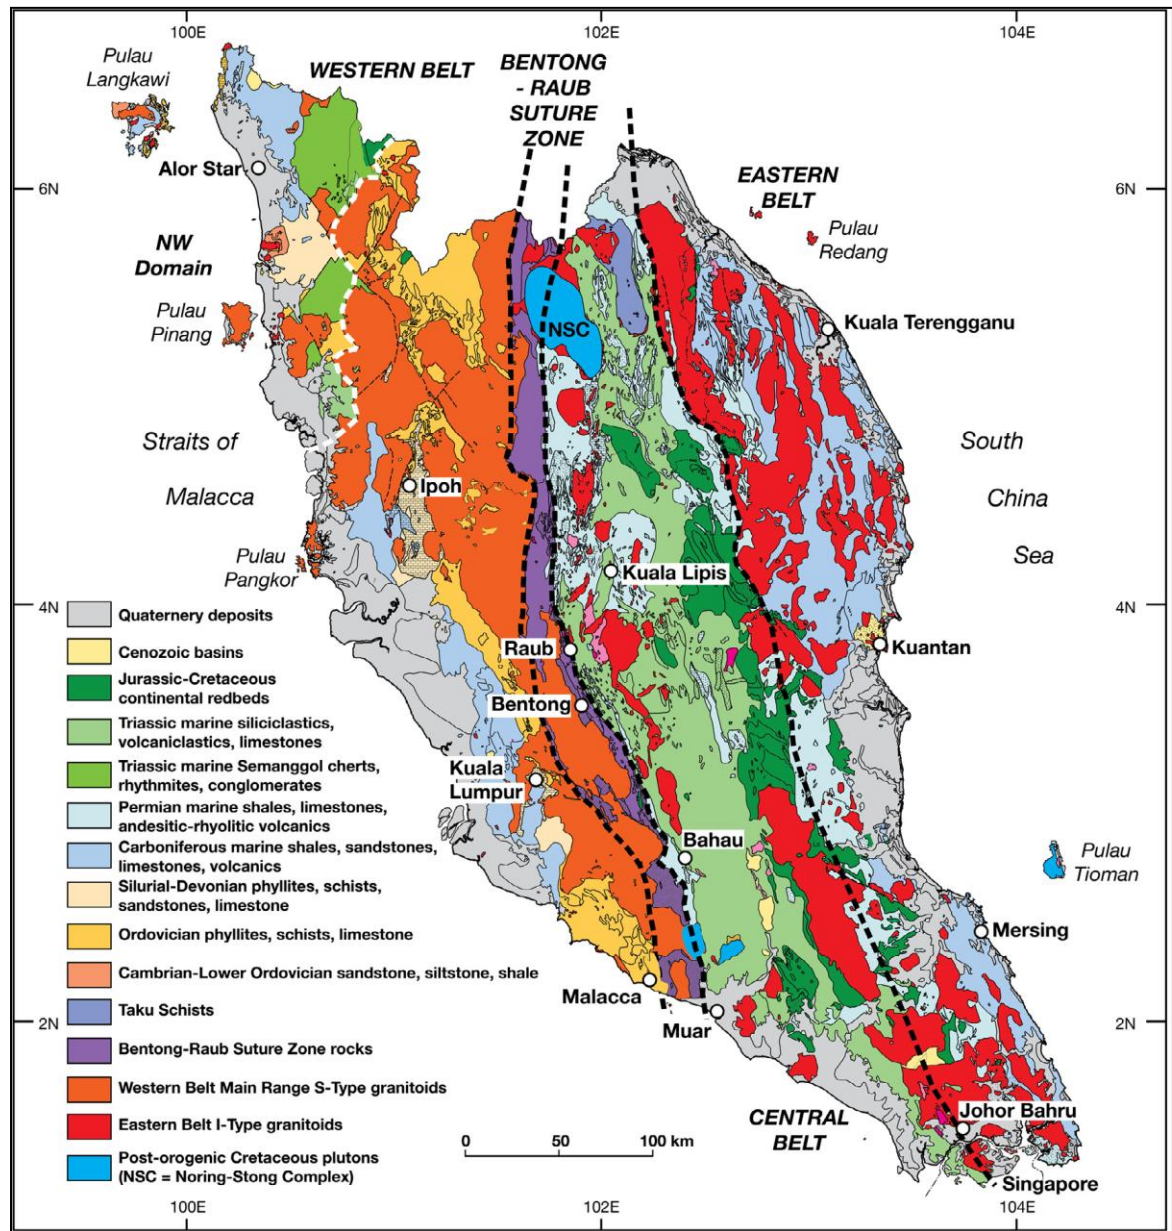 100E
102E
104E
Pulau
Langkawi
WESTERN BELT
BENTONG
- RAUB
SUTURE
ZONE
Alor Star
6N
EASTERN
BELT
6N
Pulau
Redang
NW
Domain
Pulau
Pinang
NSC
Kuala Terengganu
Straits of
Malacca
South
China
Sea
Ipoh
Pulau
Pangkor
Kuala Lipis
4N
Raub
Kuantan
Bentong
Kuala
Lumpur
Bahau
Pulau
Tioman
Mersing
Malacca
Muar
2N
2N
CENTRAL
BELT
Johor Bahru
Singapore
Quaternery deposits
Cenozoic basins
Jurassic-Cretaceous
continental redbeds
Triassic marine siliciclastics,
volcaniclastics, limestones
Triassic marine Semanggol cherts,
rhythmites, conglomerates
Permian marine shales, limestones,
andesitic-rhyolitic volcanics
Carboniferous marine shales, sandstones,
limestones, volcanics
Silurial-Devonian phyllites, schists,
sandstones, limestone
Ordovician phyllites, schists, limestone
Cambrian-Lower Ordovician sandstone, siltstone, shale
Taku Schists
Bentong-Raub Suture Zone rocks
Western Belt Main Range S-Type granitoids
Eastern Belt I-Type granitoids
Post-orogenic Cretaceous plutons
(NSC = Noring-Stong Complex)
0 50 100 km
4N
100E
102E
104E